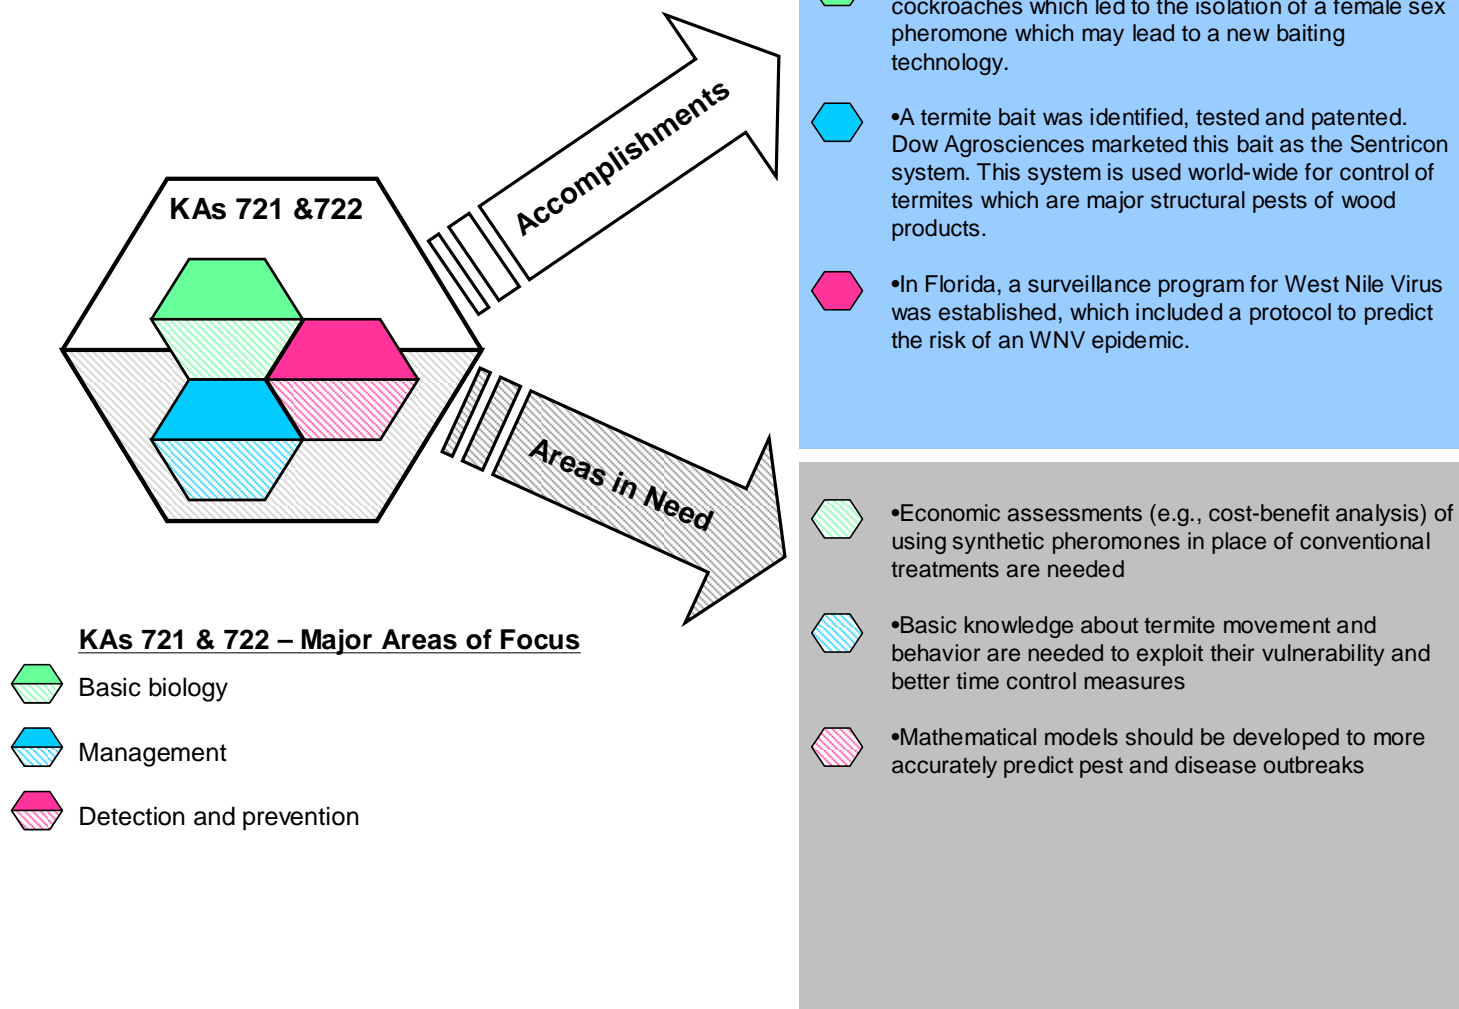 cockroaches which led to the isolation of a female sex
pheromone which may lead to a new baiting
technology.
•A termite bait was identified, tested and patented.
Dow Agrosciences marketed this bait as the Sentricon
system. This system is used world-wide for control of
termites which are major structural pests of wood
products.
•In Florida, a surveillance program for West Nile Virus
was established, which included a protocol to predict
the risk of an WNV epidemic.
Accomplishments
KAs 721 &722
Areas in Need
•Economic assessments (e.g., cost-benefit analysis) of
using synthetic pheromones in place of conventional
treatments are needed
•Basic knowledge about termite movement and
behavior are needed to exploit their vulnerability and
better time control measures
•Mathematical models should be developed to more
accurately predict pest and disease outbreaks
KAs 721 & 722 – Major Areas of Focus
Basic biology
Management
Detection and prevention